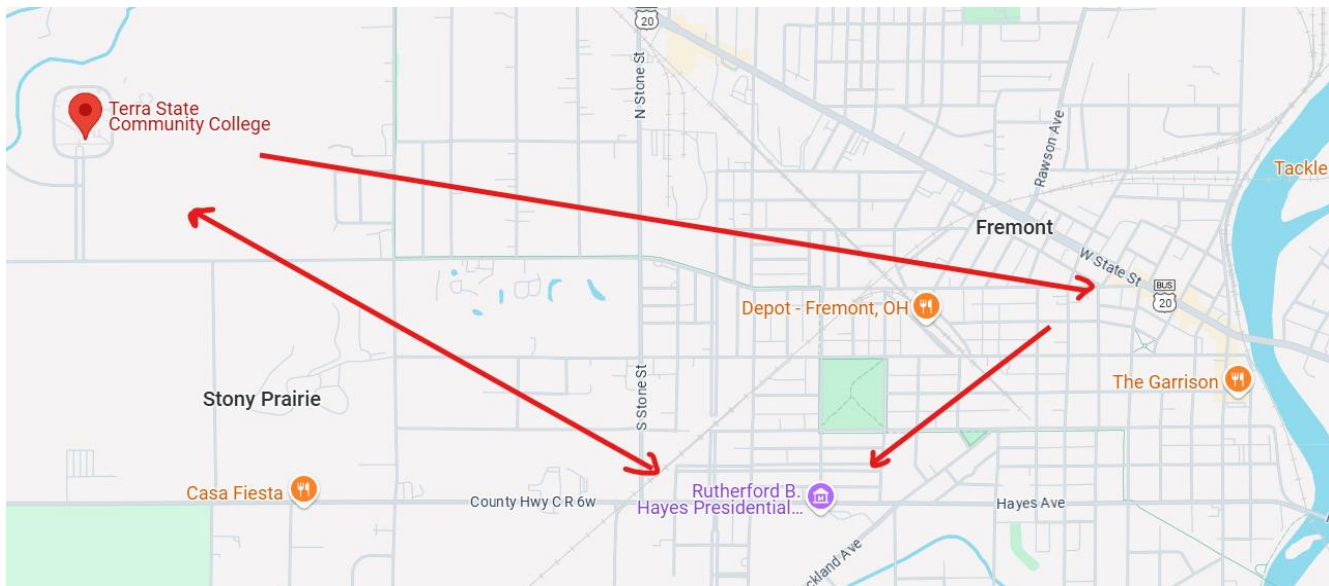 20
Terra State
Community College
N Stone St
Rawson Ave
Tackle
Fremont
W State St
BUS
20
Depot - Fremont, OH
The Garrison
S Stone St
Stony Prairie
Casa Fiesta
County Hwy C R 6w
Rutherford B.
Hayes Presidential...
Hayes Ave
ckland Ave